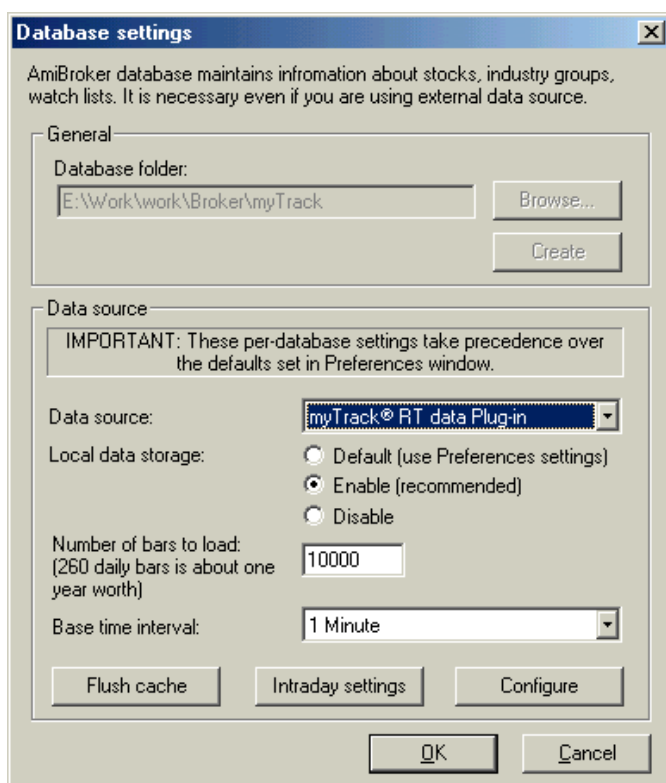 Database settings
AmiBroker database maintains infromation about stocks, industry groups,
watch lists. It is necessary even if you are using external data source.
General
Database folder:
E:\Work\work\Broker\myTrack
Browse...
Create
Data source
IMPORTANT: These per-database settings take precedence over
the defaults set in Preferences window.
Data source:
myTrack® RT data Plug-in
Local data storage:
Default (use Preferences settings)
Enable (recommended)
Disable
Number of bars to load:
(260 daily bars is about one
year worth)
10000
Base time interval:
1 Minute
Flush cache
Intraday settings
Configure
OK
Cancel